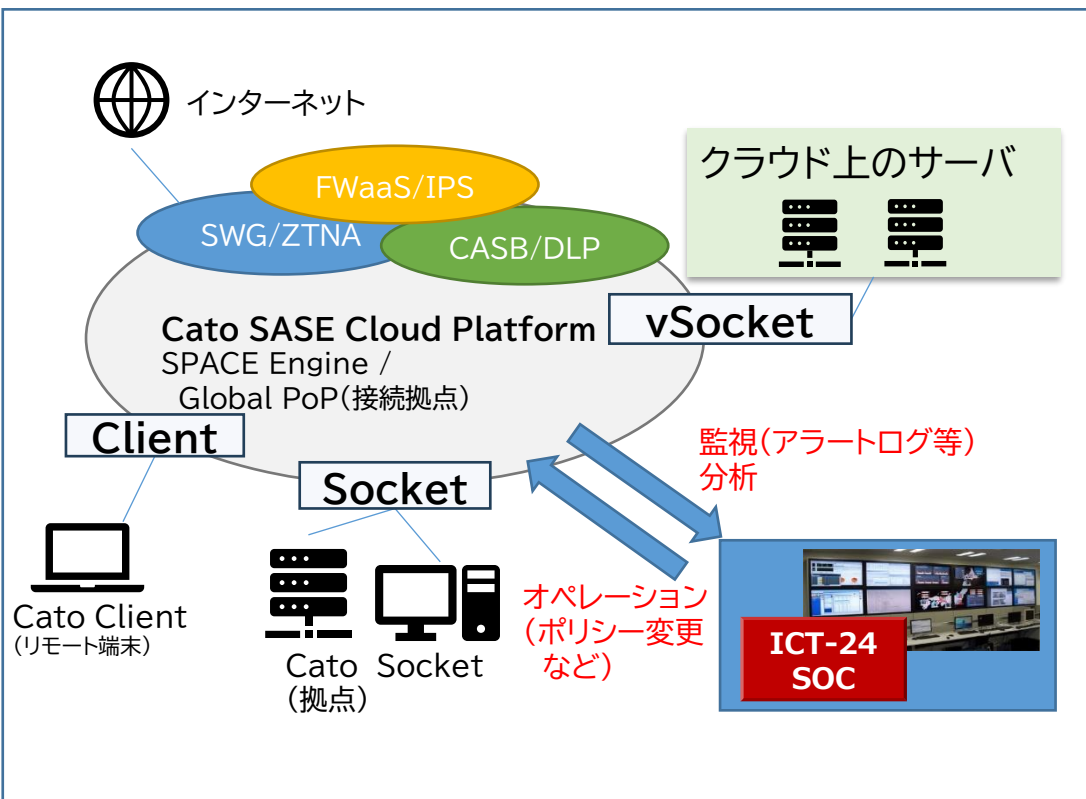 インターネット
FWaaS/IPS
SWG/ZTNA
CASB/DLP
クラウド上のサーバ
Cato SASE Cloud Platform
SPACE Engine /
Global PoP(接続拠点)
vSocket
Client
Socket
監視(アラートログ等)
分析
Cato Client
(リモート端末)
Cato Socket
(拠点)
オペレーション
(ポリシー変更
など)
ICT-24
SOC